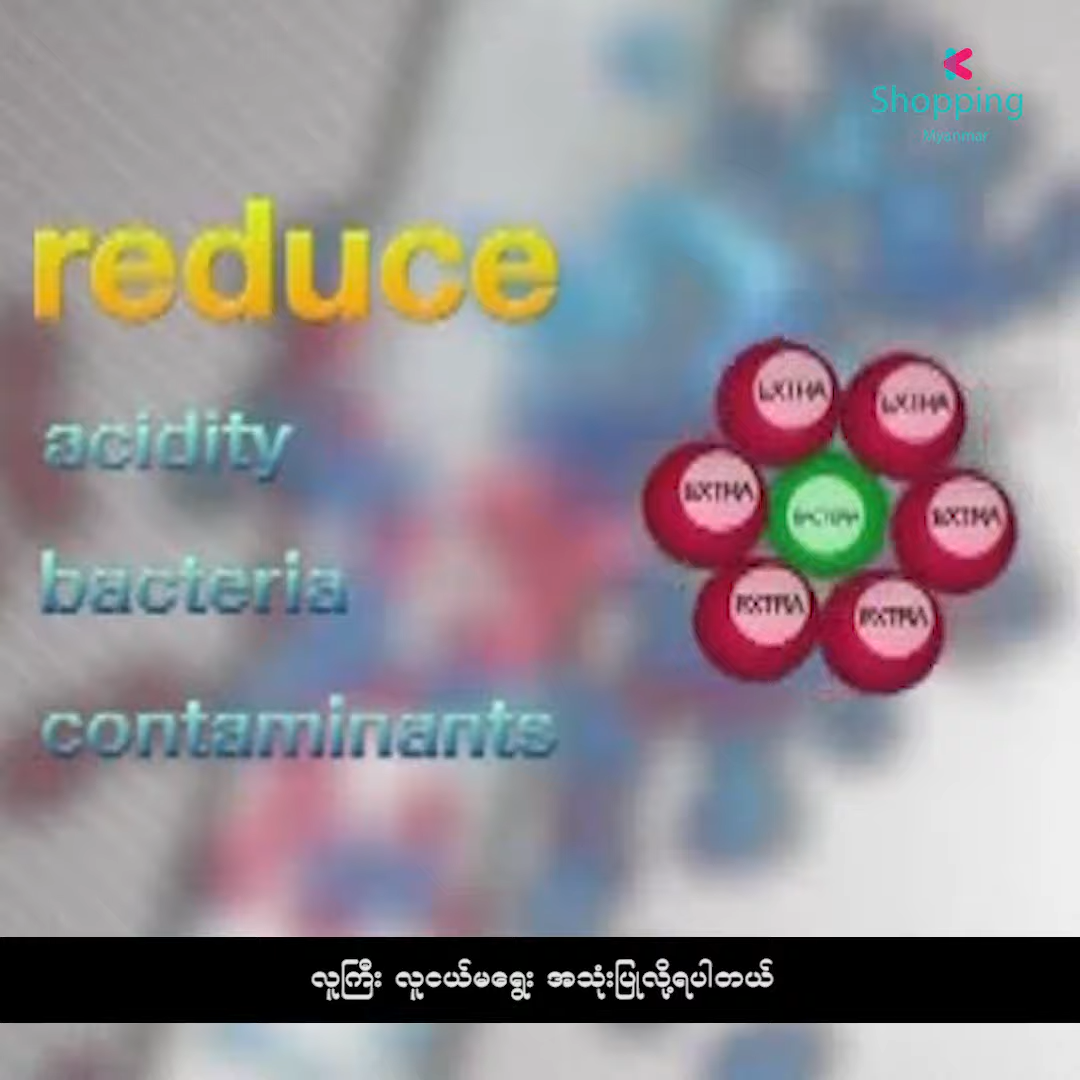 Shopping
Myanmar
reduce
acidity
bacteria
contaminants
EXTRA
EXTRA
EXTRA
EXTRA
EXTRA
EXTRA
လူကြီး လူငယ်မရွေး အသုံးပြုလို့ရပါတယ်